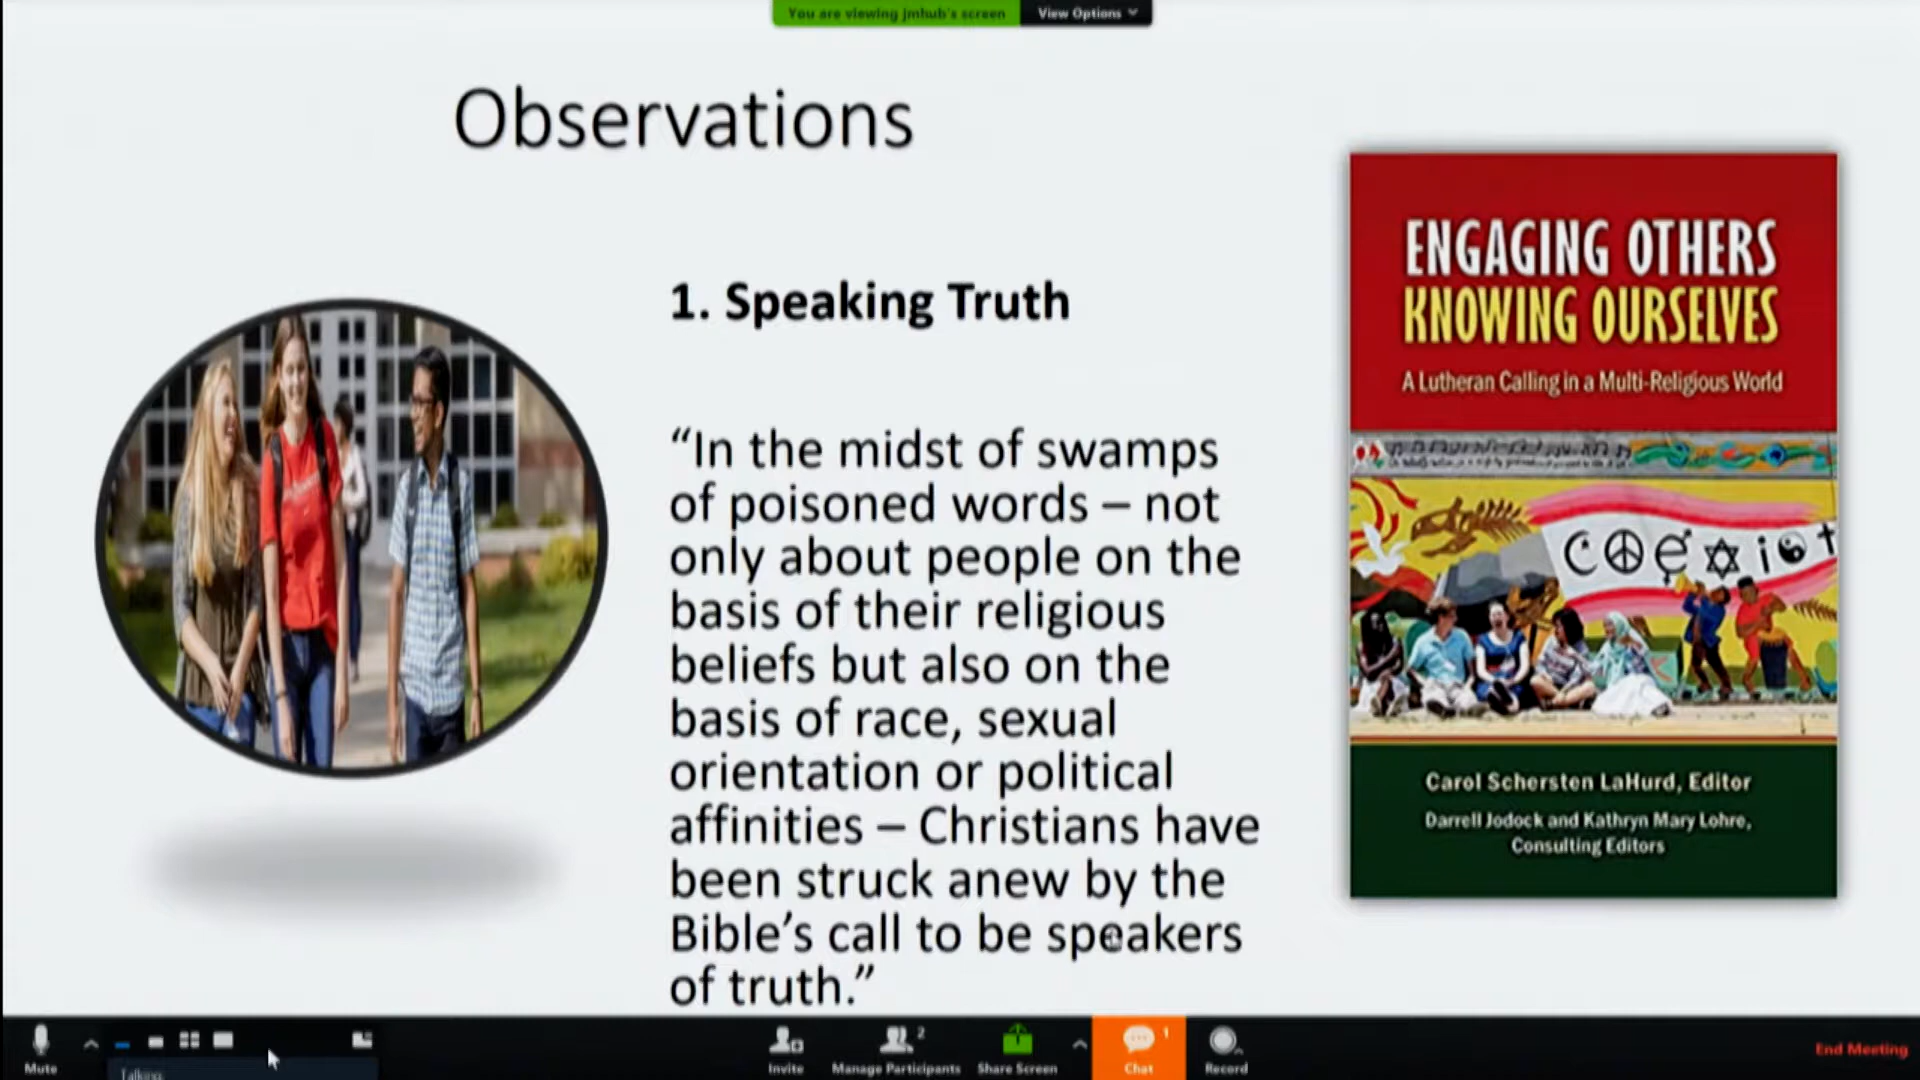 You are viewing jmhub's screen
View Options
Observations
1. Speaking Truth
“In the midst of swamps
of poisoned words – not
only about people on the
basis of their religious
beliefs but also on the
basis of race, sexual
orientation or political
affinities – Christians have
been struck anew by the
Bible’s call to be speakers
of truth.”
ENGAGING OTHERS
KNOWING OURSELVES
A Lutheran Calling in a Multi-Religious World
Carol Schersten LaHurd, Editor
Darrell Jodock and Kathryn Mary Lohre,
Consulting Editors
Mute
Talking:
Invite
2
Manage Participants
Share Screen
1
Chat
Record
End Meeting